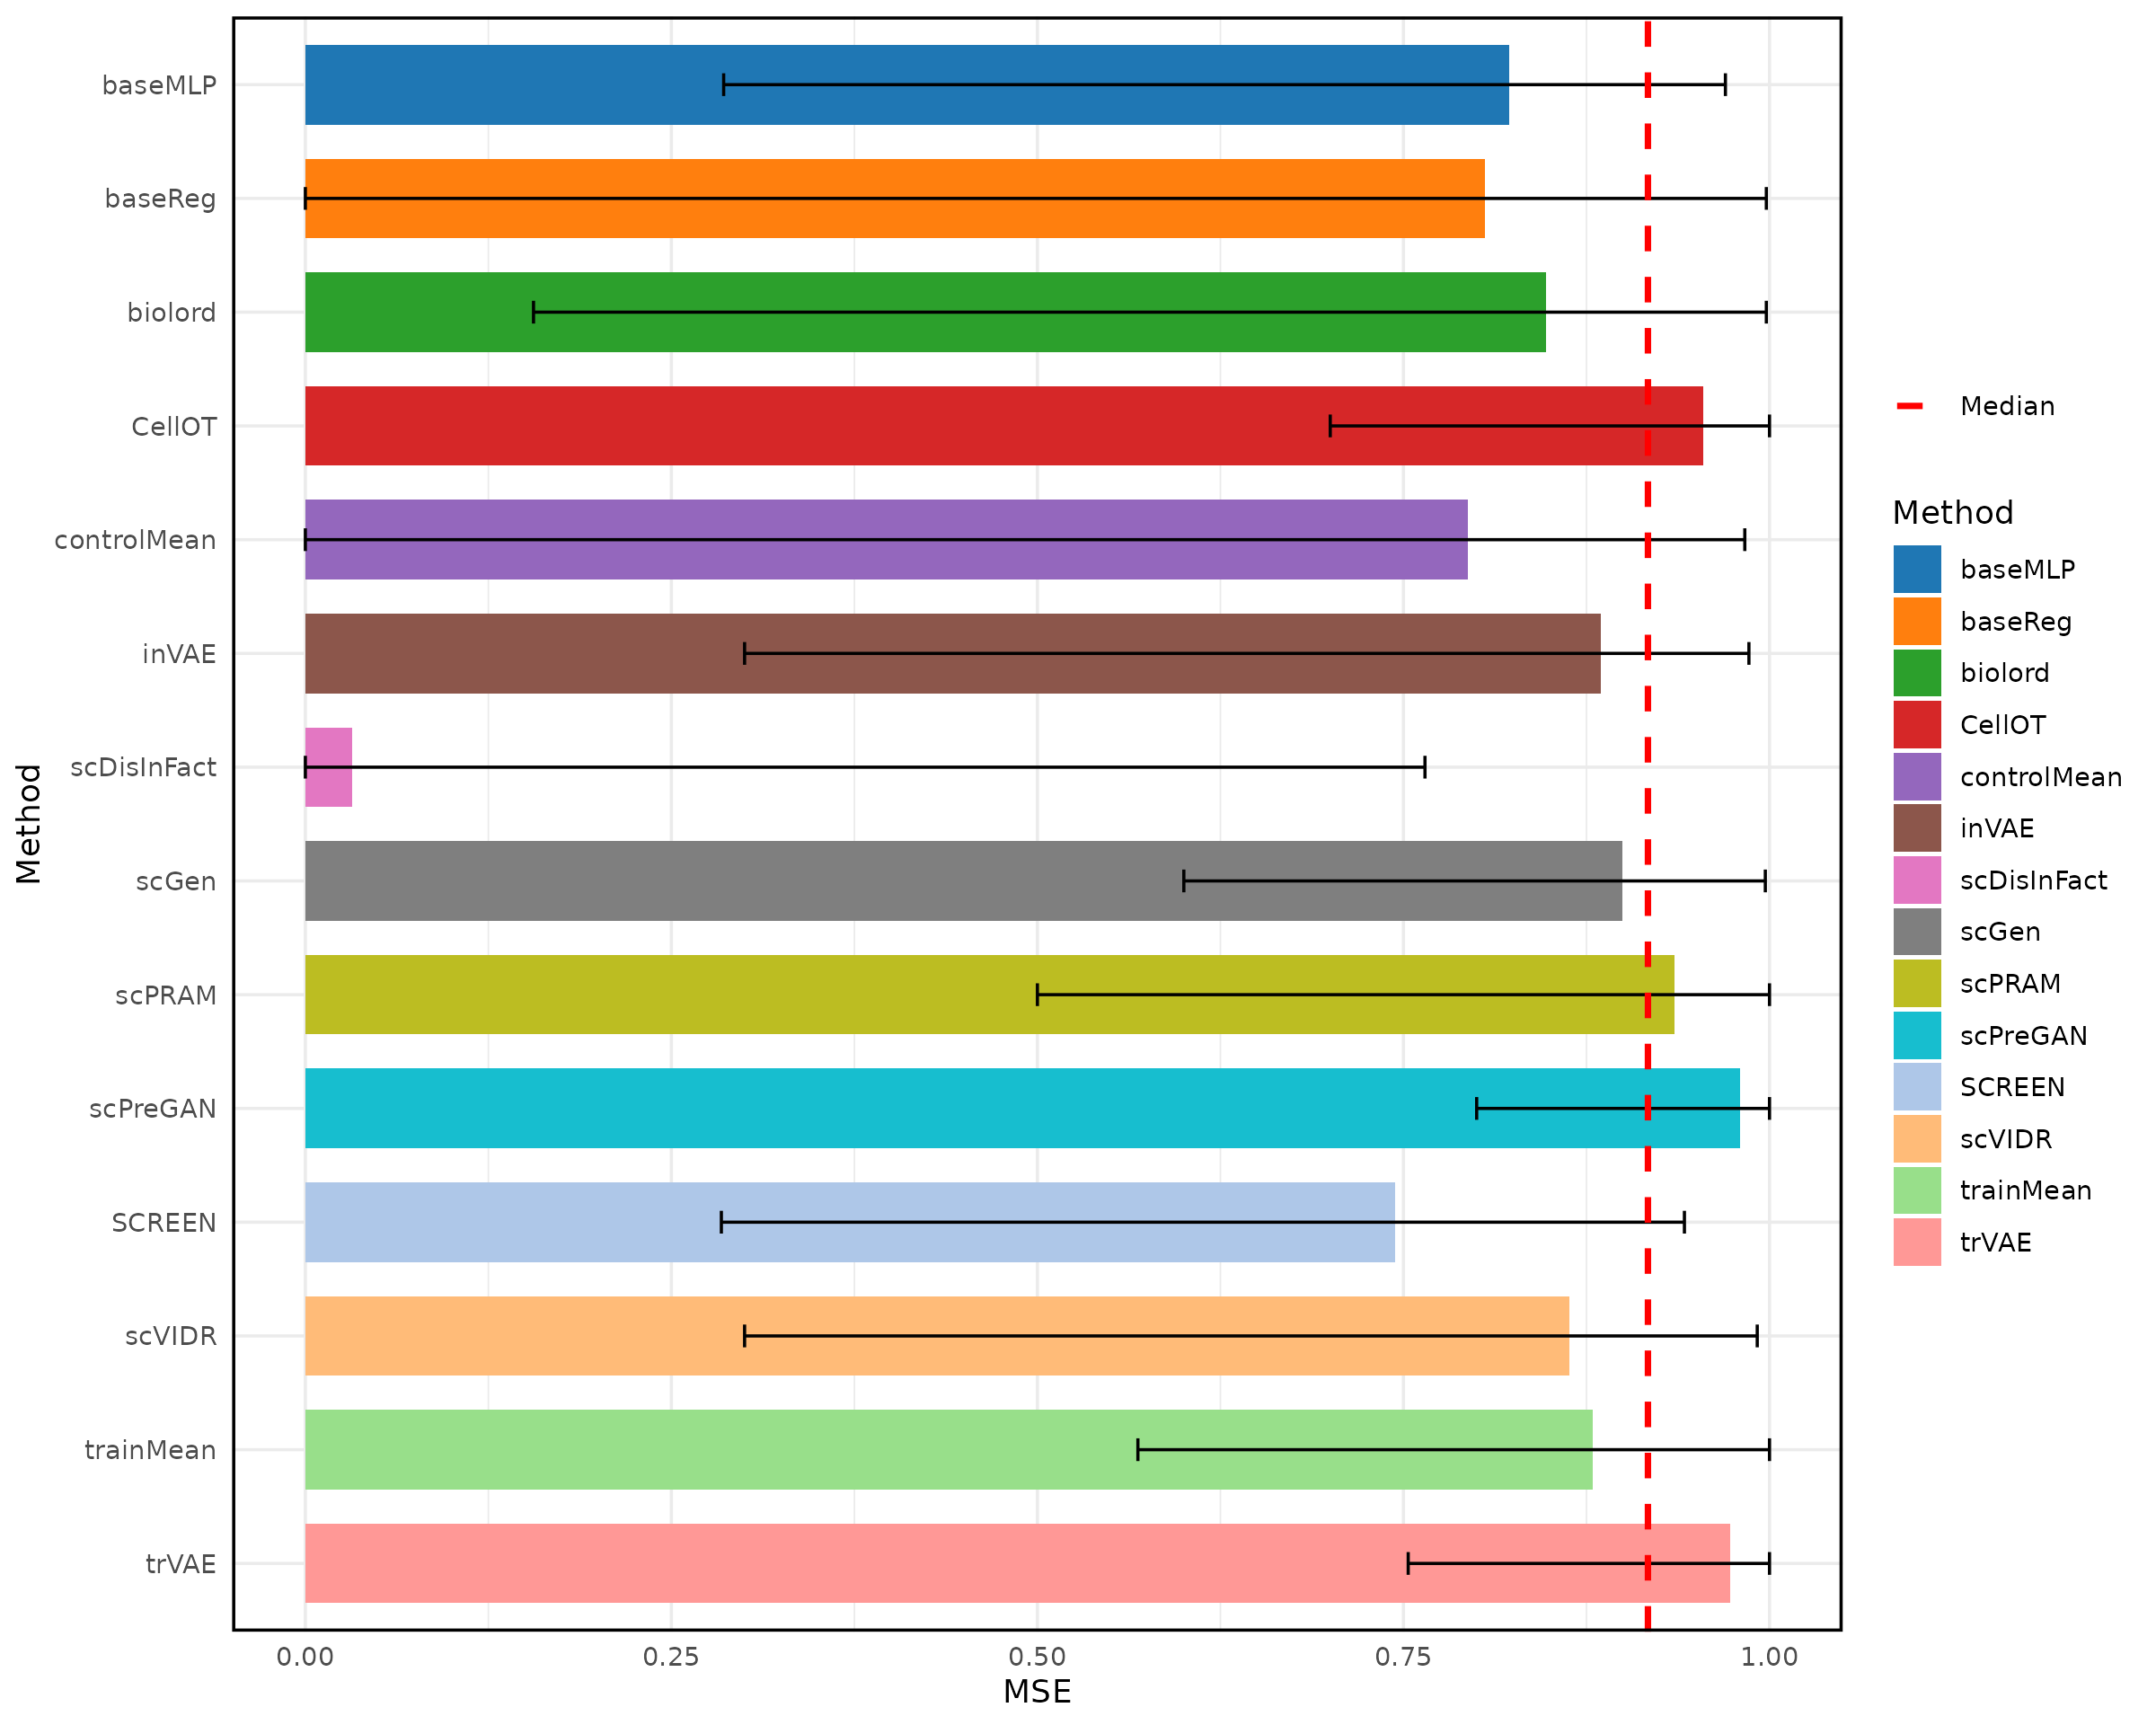 Method
baseMLP
baseReg
biolord
CellOT
controlMean
inVAE
scDisInFact
scGen
scPRAM
scPreGAN
SCREEN
scVIDR
trainMean
trVAE
0.00 0.25 0.50 0.75 1.00
MSE
Median
Method
baseMLP
baseReg
biolord
CellOT
controlMean
inVAE
scDisInFact
scGen
scPRAM
scPreGAN
SCREEN
scVIDR
trainMean
trVAE